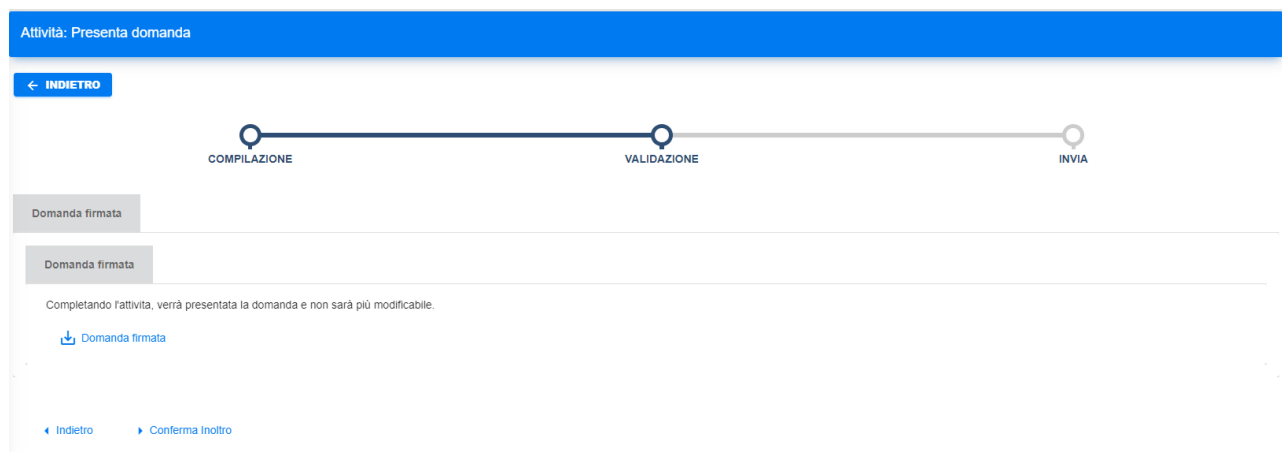 Attività: Presenta domanda
INDIETRO
COMPILAZIONE VALIDAZIONE INVIA
Domanda firmata
Domanda firmata
Completando l'attivita, verrà presentata la domanda e non sarà più modificabile.
Domanda firmata
Indietro Conferma Inoltro